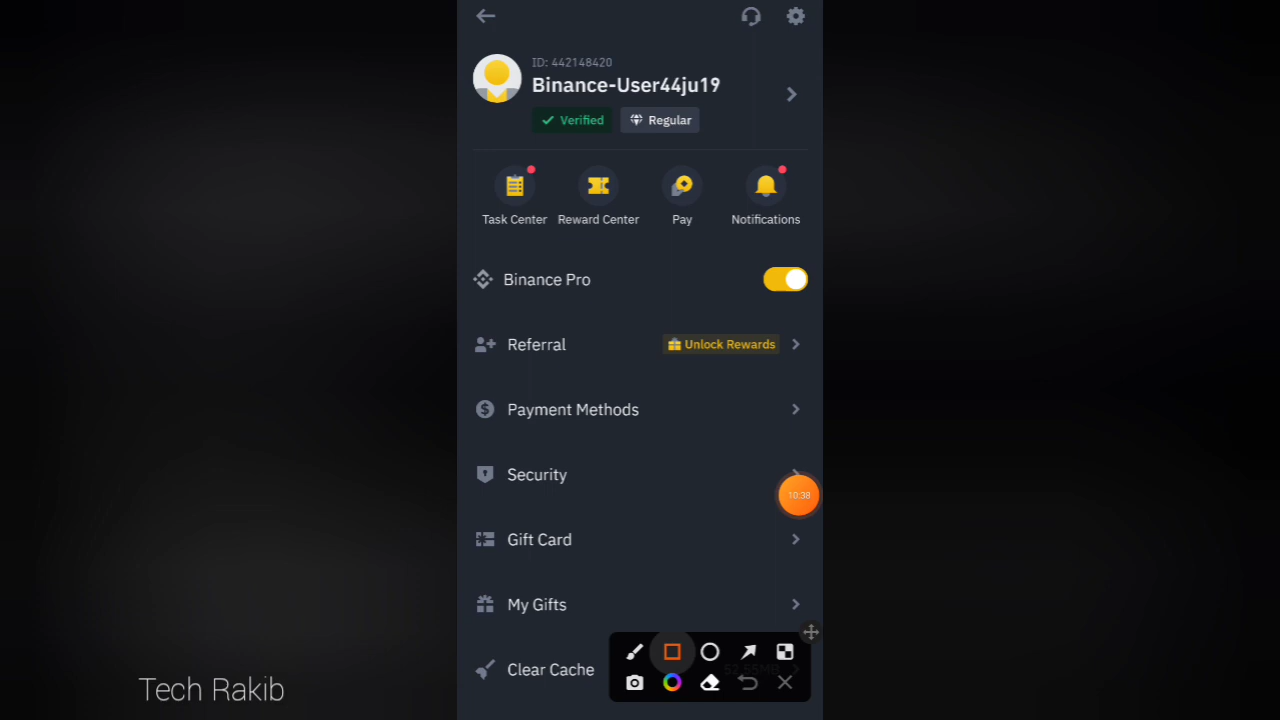 ID: 442148420
Binance-User44ju19
Verified
Regular
Task Center
Reward Center
Pay
Notifications
Binance Pro
Referral
Unlock Rewards
Payment Methods
Security
10:38
Gift Card
My Gifts
Clear Cache
Tech Rakib